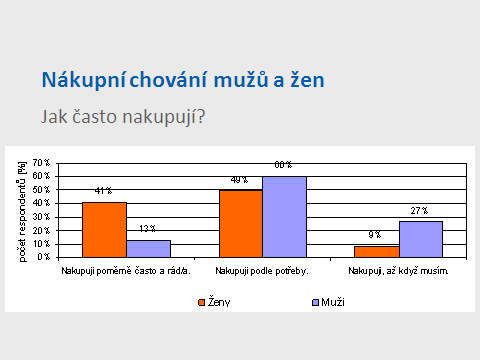 Nákupní chování mužů a žen
Jak často nakupují?
počet respondentů [%]
70%
60%
50%
40%
30%
20%
10%
0%
41%
13%
49%
60%
9%
27%
Nakupuji poměrně často a rád/a.
Nakupuji podle potřeby.
Nakupuji, až když musím.
Ženy
Muži